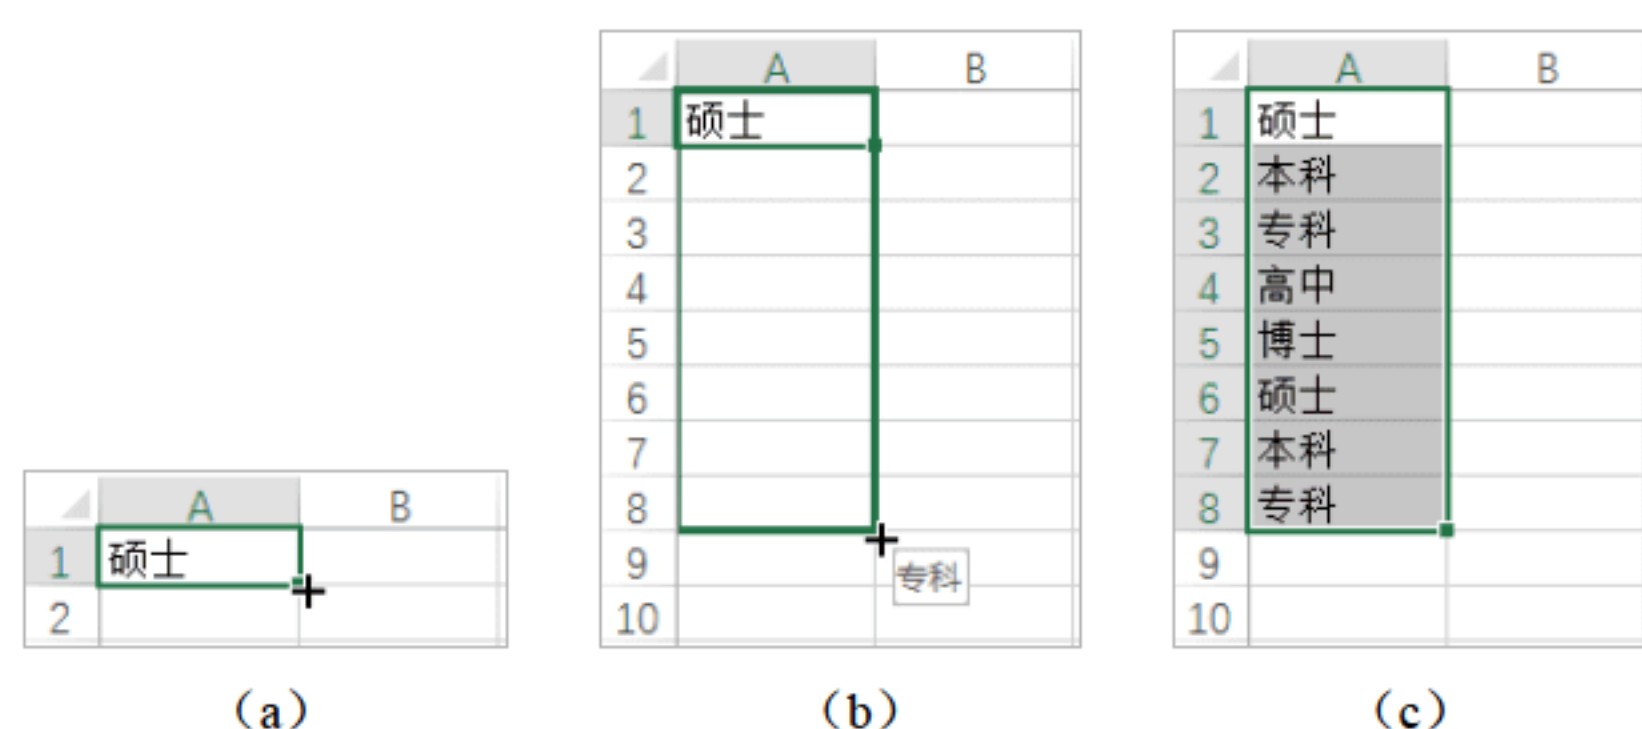 A B
1 硕士
2
(a)
A B
1 硕士
2
3
4
5
6
7
8
9 专科
10
(b)
A B
1 硕士
2 本科
3 专科
4 高中
5 博士
6 硕士
7 本科
8 专科
9
10
(c)